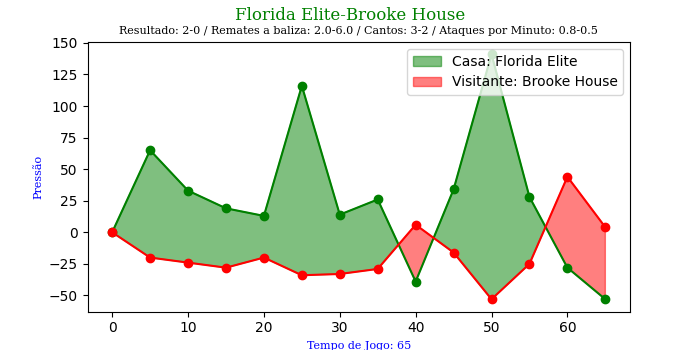 Florida Elite-Brooke House
Resultado: 2-0 / Remates a baliza: 2.0-6.0 / Cantos: 3-2 / Ataques por Minuto: 0.8-0.5
Casa: Florida Elite
Visitante: Brooke House
Pressão
150
125
100
75
50
25
0
−25
−50
0 10 20 30 40 50 60
Tempo de Jogo: 65